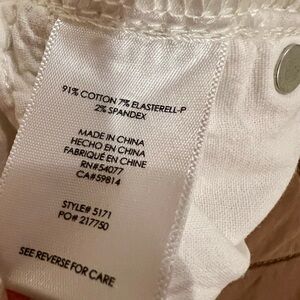 91% COTTON 7% ELASTERELL-P
2% SPANDEX
MADE IN CHINA
HECHO EN CHINA
FABRIQUÉ EN CHINE
RN#54077
CA#59814
STYLE# 5171
PO# 217750
SEE REVERSE FOR CARE